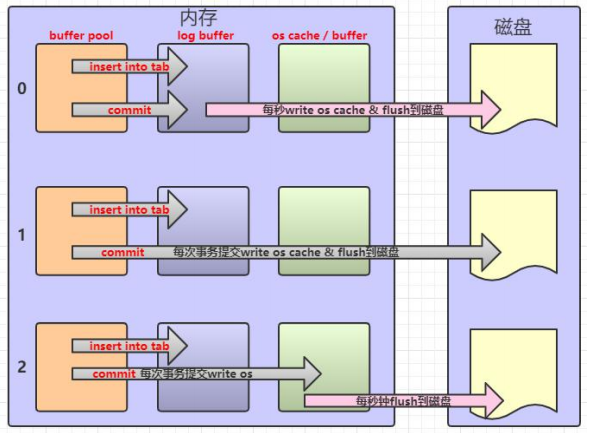 内存
磁盘
buffer pool
log buffer
os cache / buffer
0
insert into tab
commit
每秒write os cache & flush到磁盘
1
insert into tab
commit
每次事务提交write os cache & flush到磁盘
2
insert into tab
commit
每次事务提交write os
每秒钟flush到磁盘